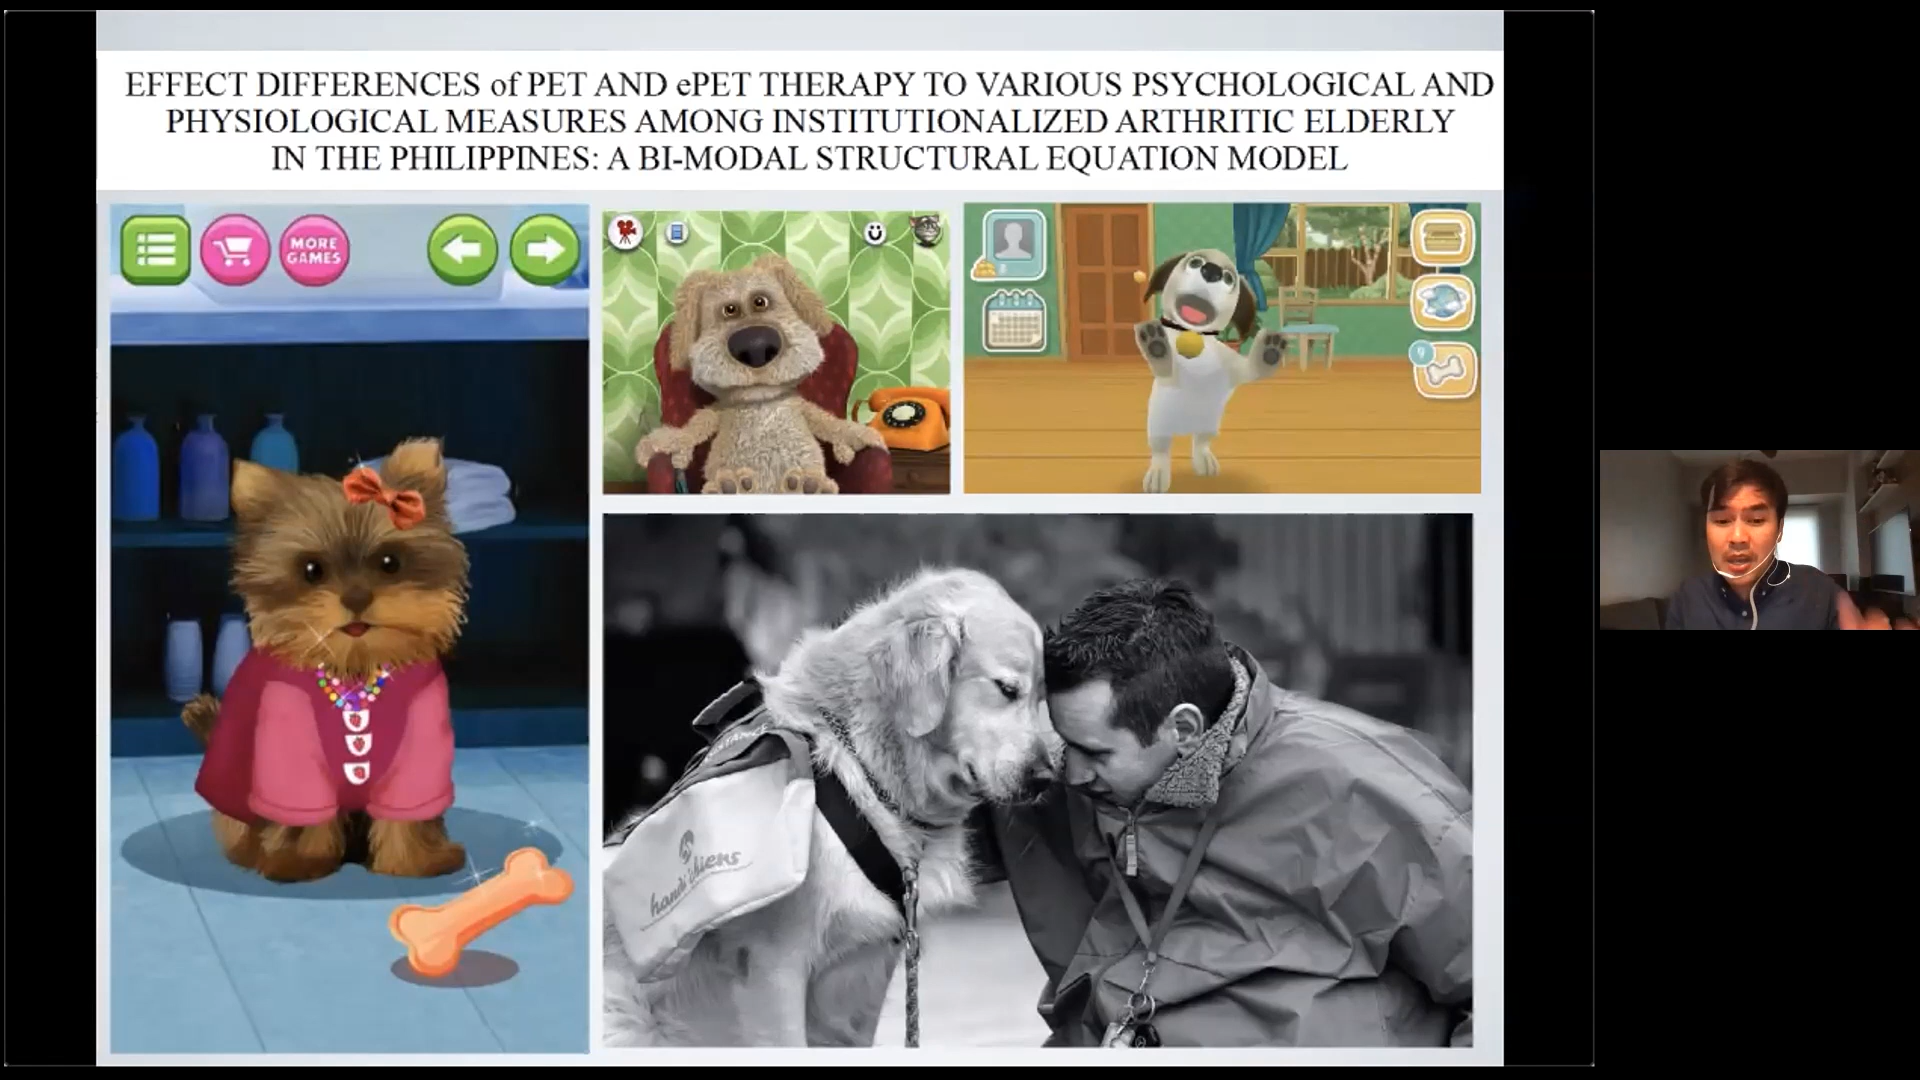 EFFECT DIFFERENCES of PET AND ePET THERAPY TO VARIOUS PSYCHOLOGICAL AND
PHYSIOLOGICAL MEASURES AMONG INSTITUTIONALIZED ARTHRITIC ELDERLY
IN THE PHILIPPINES: A BI-MODAL STRUCTURAL EQUATION MODEL
MORE
GAMES
9
handi'chiens